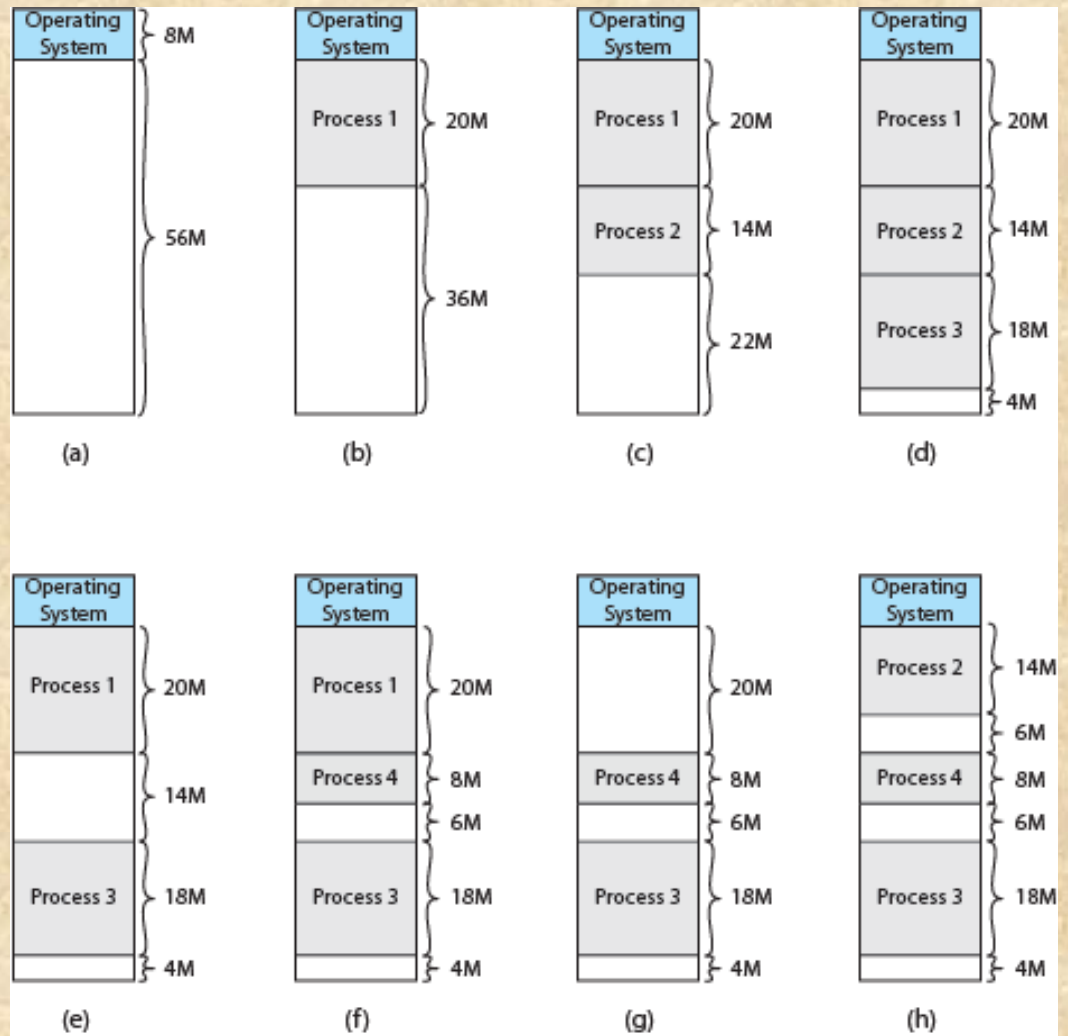 Operating
System
8M
56M
(a)
Operating
System
Process 1
20M
36M
(b)
Operating
System
Process 1
20M
Process 2
14M
22M
(c)
Operating
System
Process 1
20M
Process 2
14M
Process 3
18M
4M
(d)
Operating
System
Process 1
20M
14M
Process 3
18M
4M
(e)
Operating
System
Process 1
20M
Process 4
8M
6M
Process 3
18M
4M
(f)
Operating
System
20M
Process 4
8M
6M
Process 3
18M
4M
(g)
Operating
System
Process 2
14M
6M
Process 4
8M
6M
Process 3
18M
4M
(h)